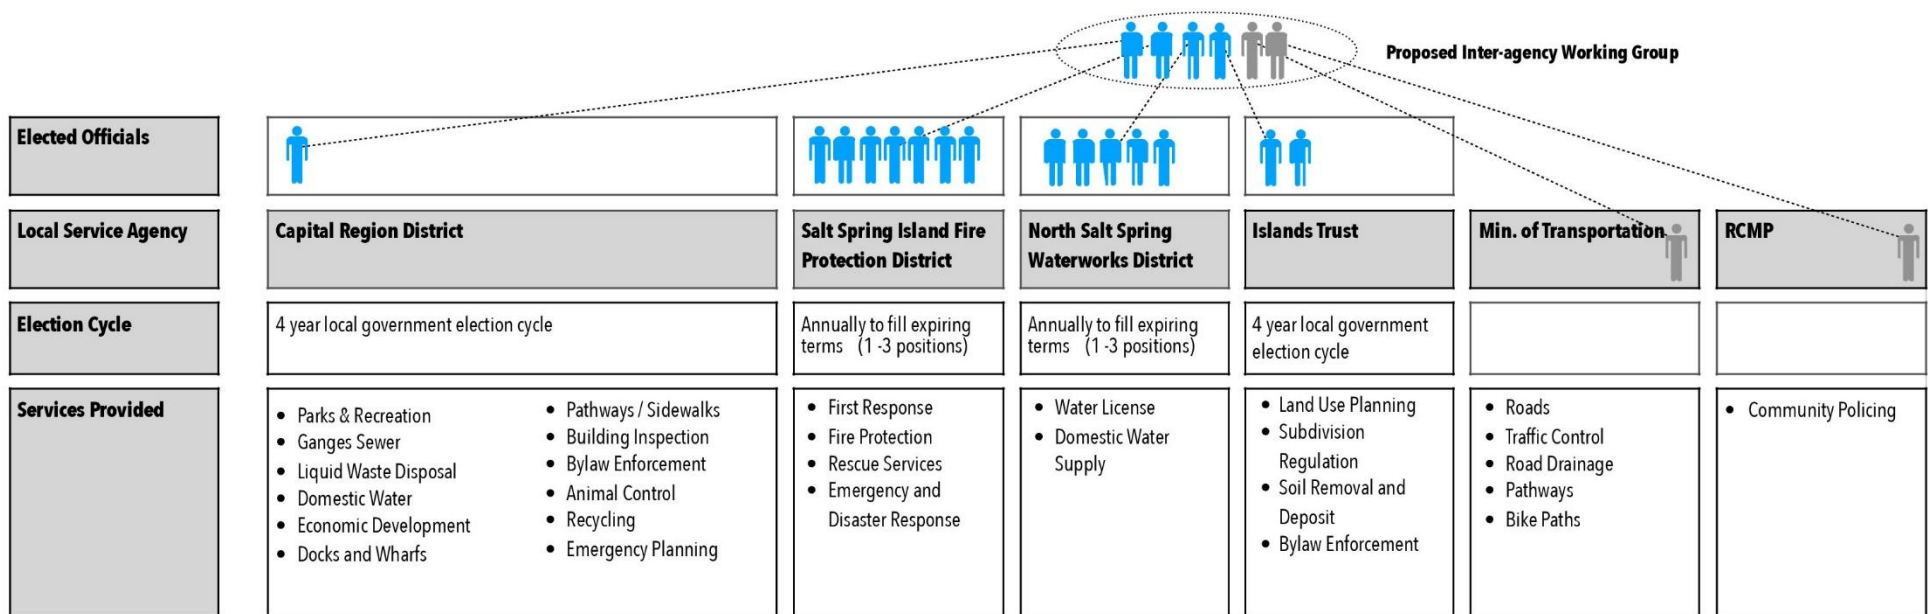 Proposed Inter-agency Working Group
Elected Officials
Local Service Agency
Capital Region District
Salt Spring Island Fire
Protection District
North Salt Spring
Waterworks District
Islands Trust
Min. of Transportation
RCMP
Election Cycle
4 year local government election cycle
Annually to fill expiring
terms (1 -3 positions)
Annually to fill expiring
terms (1 -3 positions)
4 year local government
election cycle
Services Provided
• Parks & Recreation
• Ganges Sewer
• Liquid Waste Disposal
• Domestic Water
• Economic Development
• Docks and Wharfs
• Pathways / Sidewalks
• Building Inspection
• Bylaw Enforcement
• Animal Control
• Recycling
• Emergency Planning
• First Response
• Fire Protection
• Rescue Services
• Emergency and
Disaster Response
• Water License
• Domestic Water
Supply
• Land Use Planning
• Subdivision
Regulation
• Soil Removal and
Deposit
• Bylaw Enforcement
• Roads
• Traffic Control
• Road Drainage
• Pathways
• Bike Paths
• Community Policing